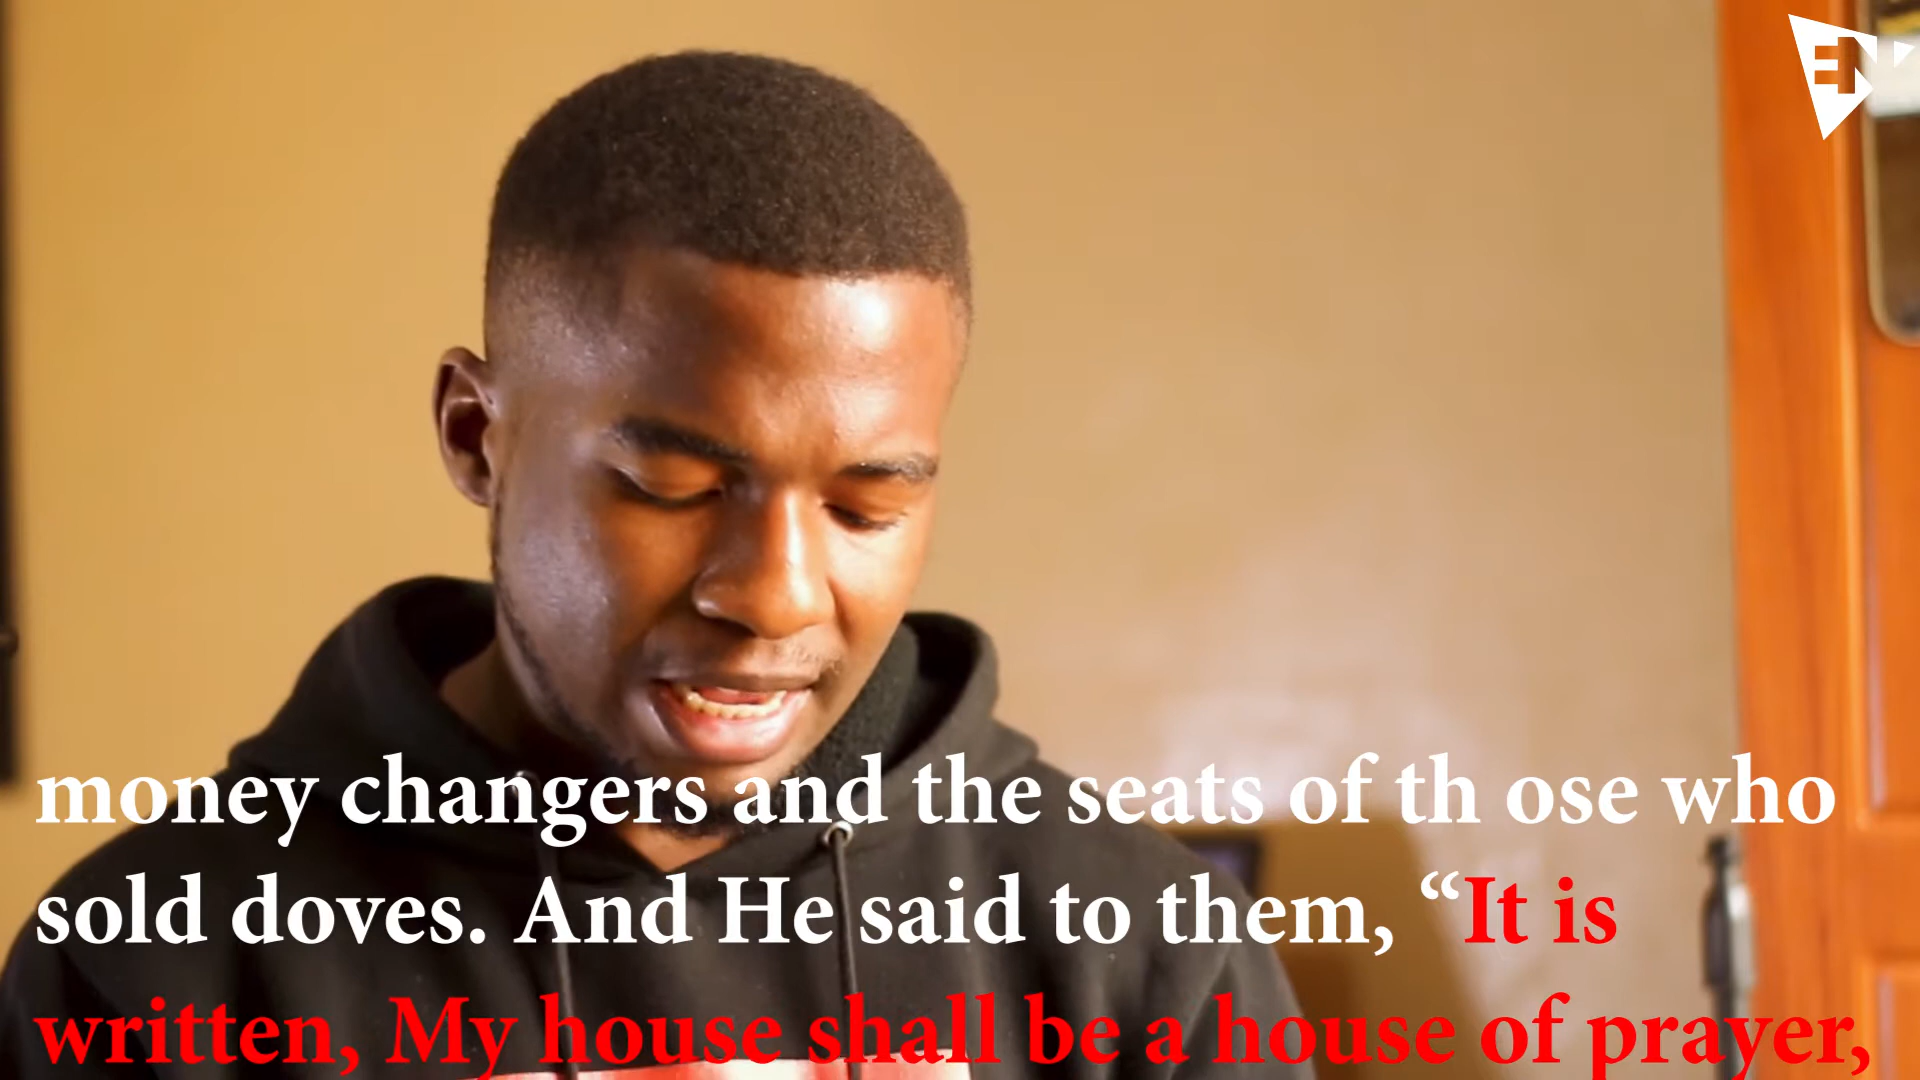 EN
money changers and the seats of th ose who
sold doves. And He said to them, “It is
written, My house shall be a house of prayer,